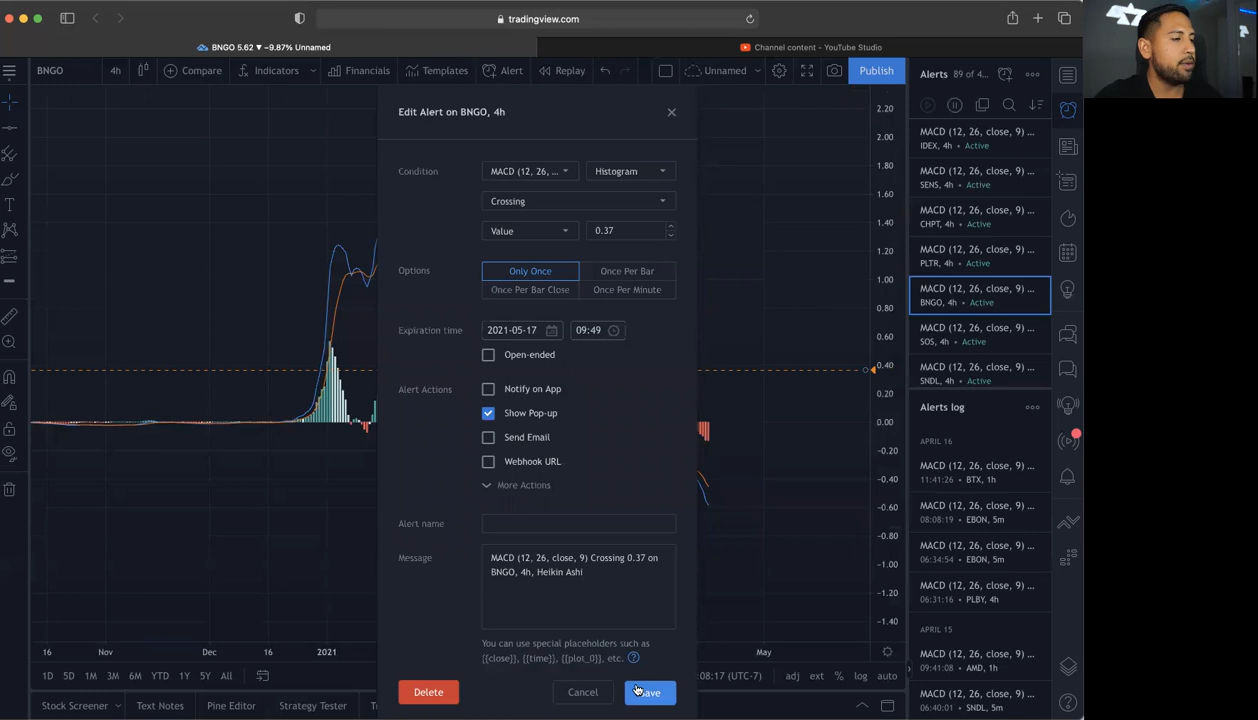 tradingview.com
BNGO 5.62 ▼ −9.87% Unnamed
Channel content - YouTube Studio
BNGO 4h Compare Indicators Financials Templates Alert Replay Unnamed Publish
Alerts 89 of 4...
Edit Alert on BNGO, 4h
Condition MACD (12, 26, ... Histogram
Crossing
Value 0.37
Options Only Once Once Per Bar
Once Per Bar Close Once Per Minute
Expiration time 2021-05-17 09:49
Open-ended
Alert Actions Notify on App
Show Pop-up
Send Email
Webhook URL
More Actions
Alert name
Message MACD (12, 26, close, 9) Crossing 0.37 on
BNGO, 4h, Heikin Ashi
You can use special placeholders such as
{{close}}, {{time}}, {{plot_0}}, etc.
Delete Cancel Save
2.20
2.00
1.80
1.60
1.40
1.20
1.00
0.80
0.60
0.40
0.20
0.00
-0.20
-0.40
-0.60
-0.80
-1.00
-1.20
-1.40
16 Nov 16 Dec 16 2021 May
1D 5D 1M 3M 6M YTD 1Y 5Y All
:08:17 (UTC-7) adj ext % log auto
Stock Screener Text Notes Pine Editor Strategy Tester
MACD (12, 26, close, 9) ...
IDEX, 4h • Active
MACD (12, 26, close, 9) ...
SENS, 4h • Active
MACD (12, 26, close, 9) ...
CHPT, 4h • Active
MACD (12, 26, close, 9) ...
PLTR, 4h • Active
MACD (12, 26, close, 9) ...
BNGO, 4h • Active
MACD (12, 26, close, 9) ...
SOS, 4h • Active
MACD (12, 26, close, 9) ...
SNDL, 4h • Active
Alerts log
APRIL 16
MACD (12, 26, close, 9) ...
11:41:26 • BTX, 1h
MACD (12, 26, close, 9) ...
08:08:19 • EBON, 5m
MACD (12, 26, close, 9) ...
06:34:54 • EBON, 5m
MACD (12, 26, close, 9) ...
06:31:16 • PLBY, 4h
APRIL 15
MACD (12, 26, close, 9) ...
09:41:08 • AMD, 1h
MACD (12, 26, close, 9) ...
06:40:01 • SNDL, 5m